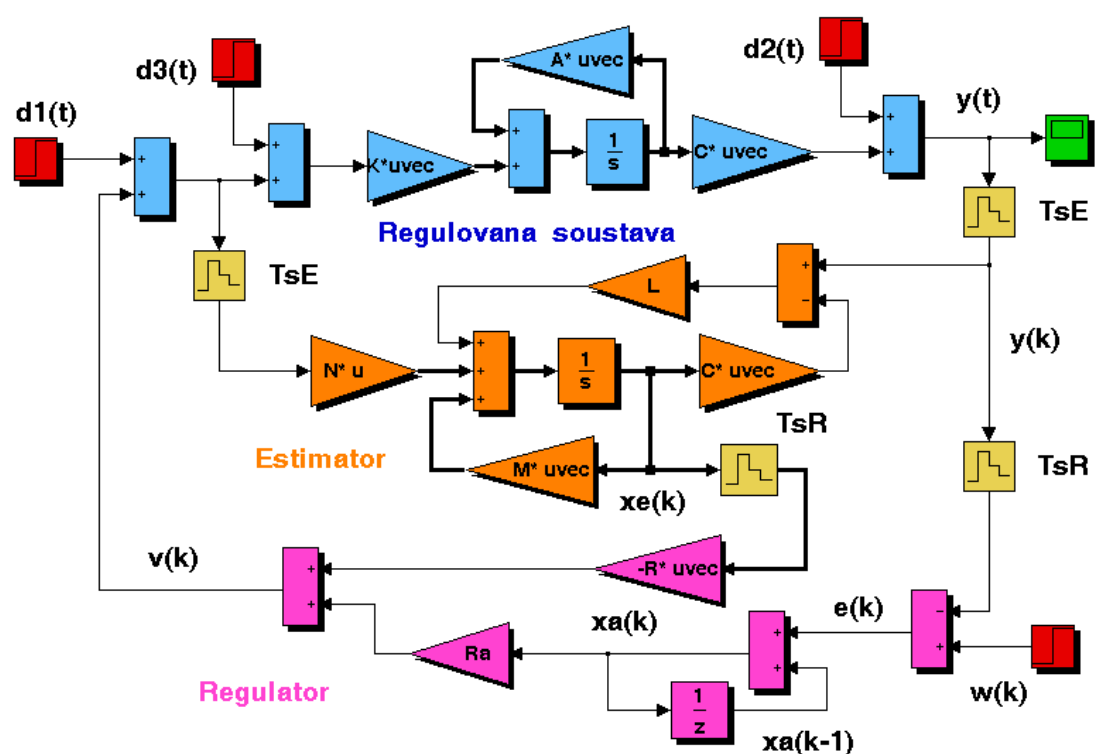 d3(t)
A* uvec
d2(t)
d1(t)
y(t)
+
+
+
+
+
+
K*uvec
+
+
1
s
C* uvec
+
+
TsE
Regulovana soustava
TsE
L
+
−
y(k)
N* u
+
+
+
1
s
C* uvec
TsR
Estimator
M* uvec
TsR
xe(k)
v(k)
+
+
-R* uvec
xa(k)
e(k)
−
+
Ra
+
+
Regulator
w(k)
1
z
xa(k-1)